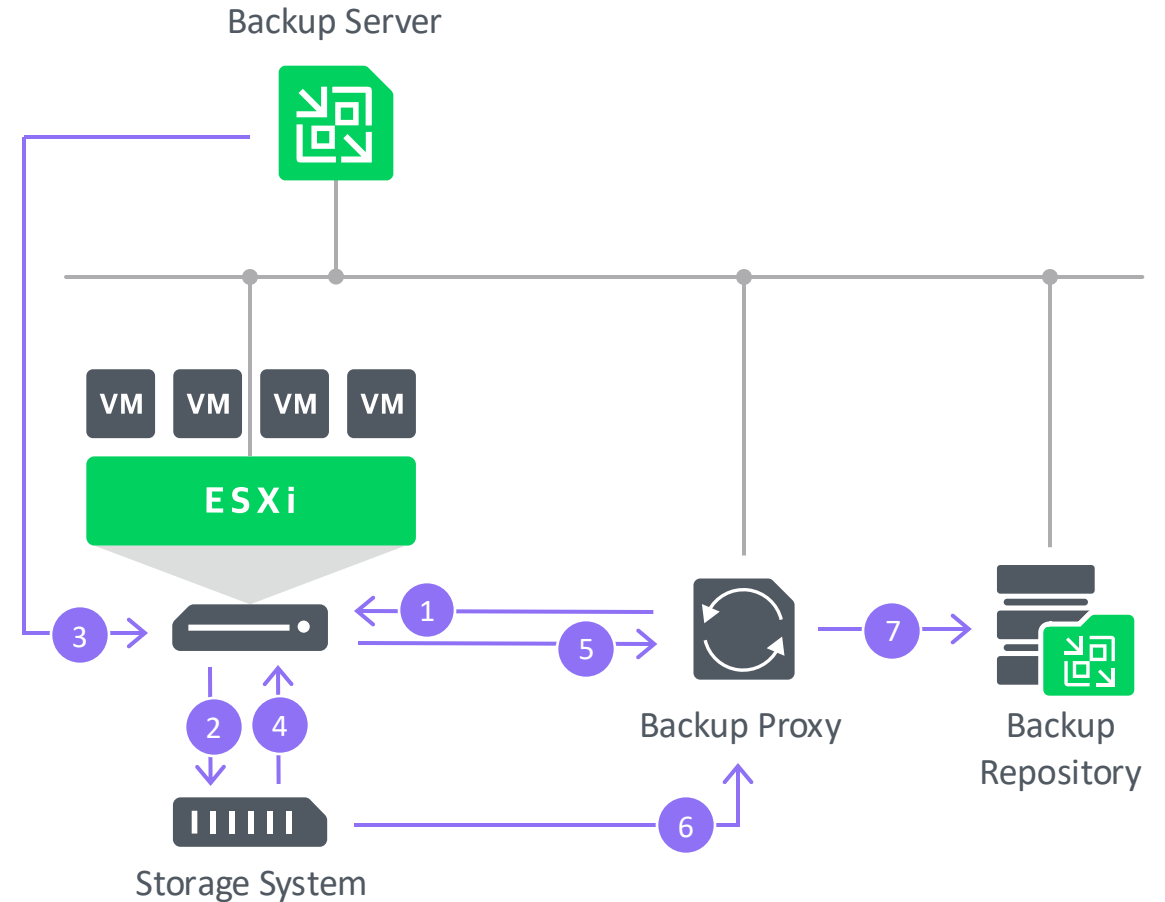 Backup Server
VM VM VM VM
ESXi
1
3
5
7
2 4
Backup Proxy
Backup
Repository
6
Storage System